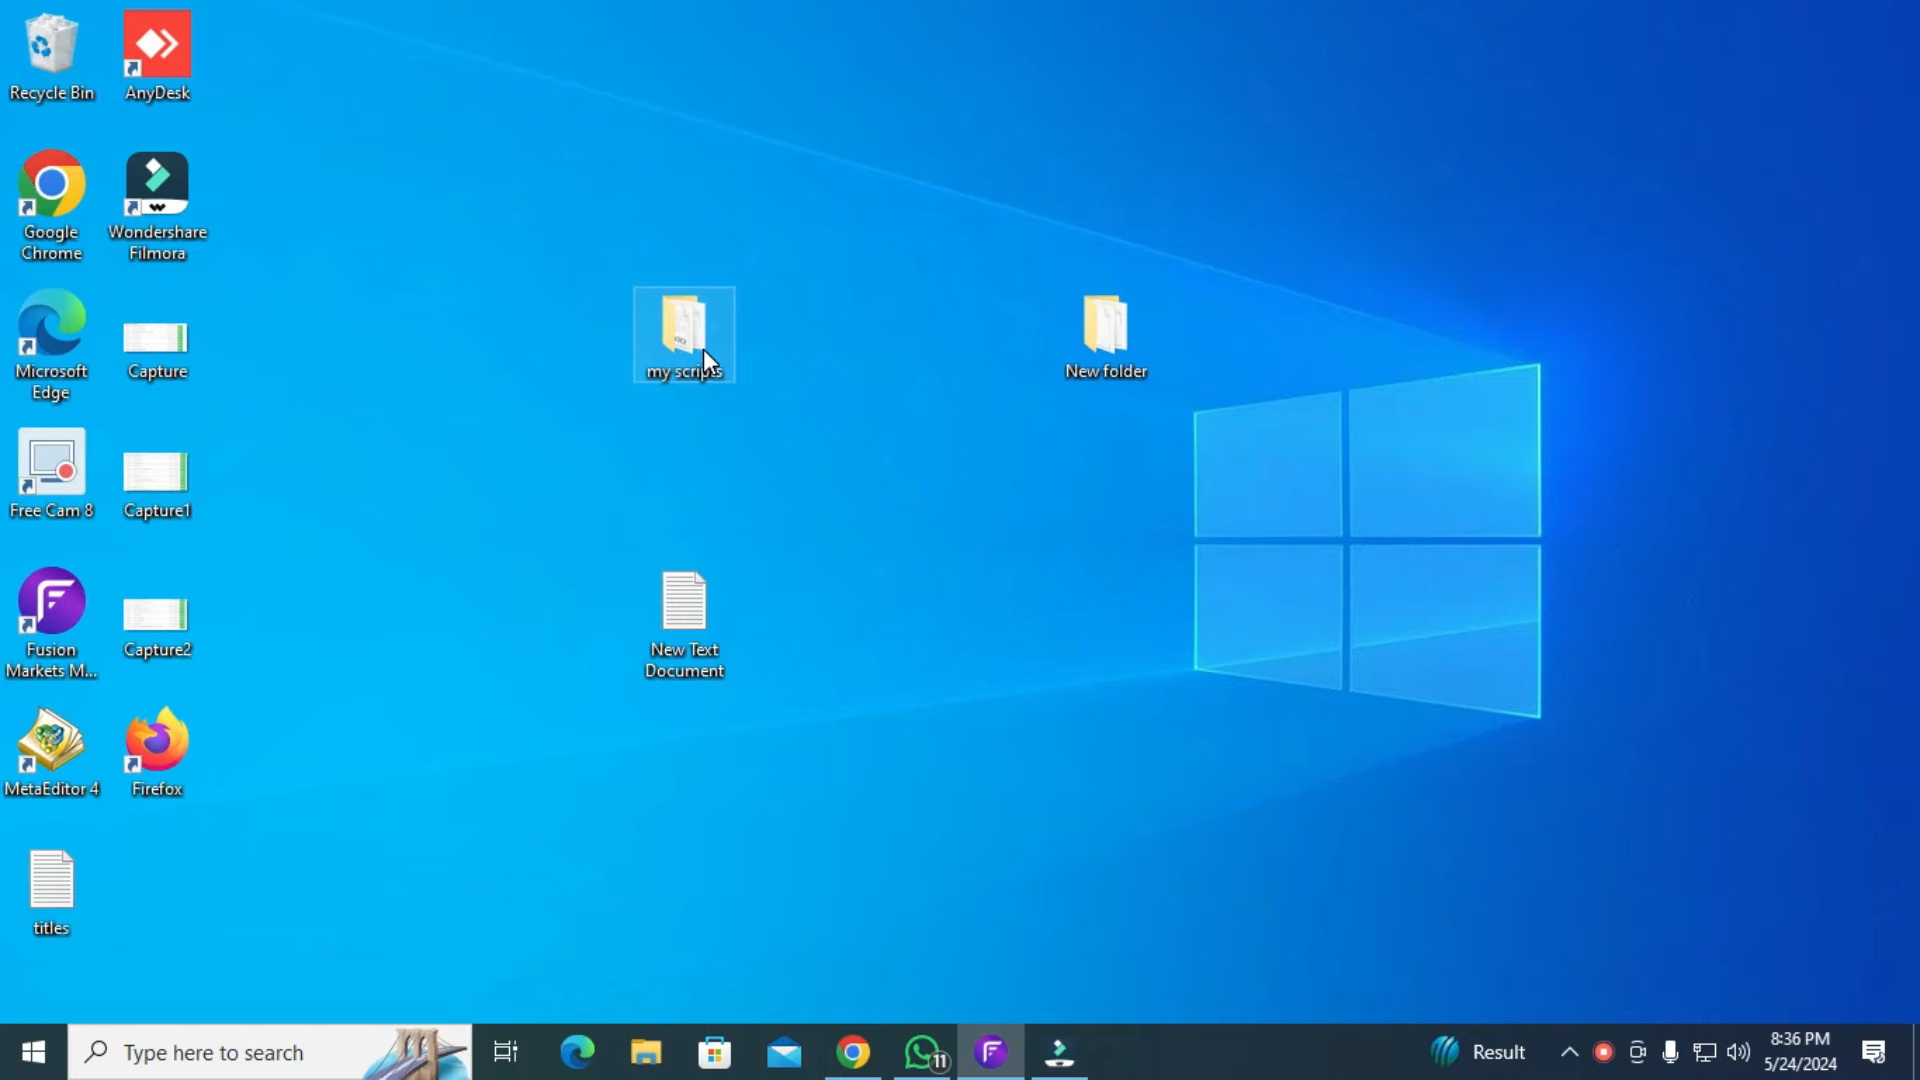 Recycle Bin
AnyDesk
Google
Chrome
Wondershare
Filmora
Microsoft
Edge
Capture
Free Cam 8
Capture1
Fusion
Markets M...
Capture2
MetaEditor 4
Firefox
titles
my scripts
New folder
New Text
Document
Type here to search
11
Result
8:36 PM
5/24/2024